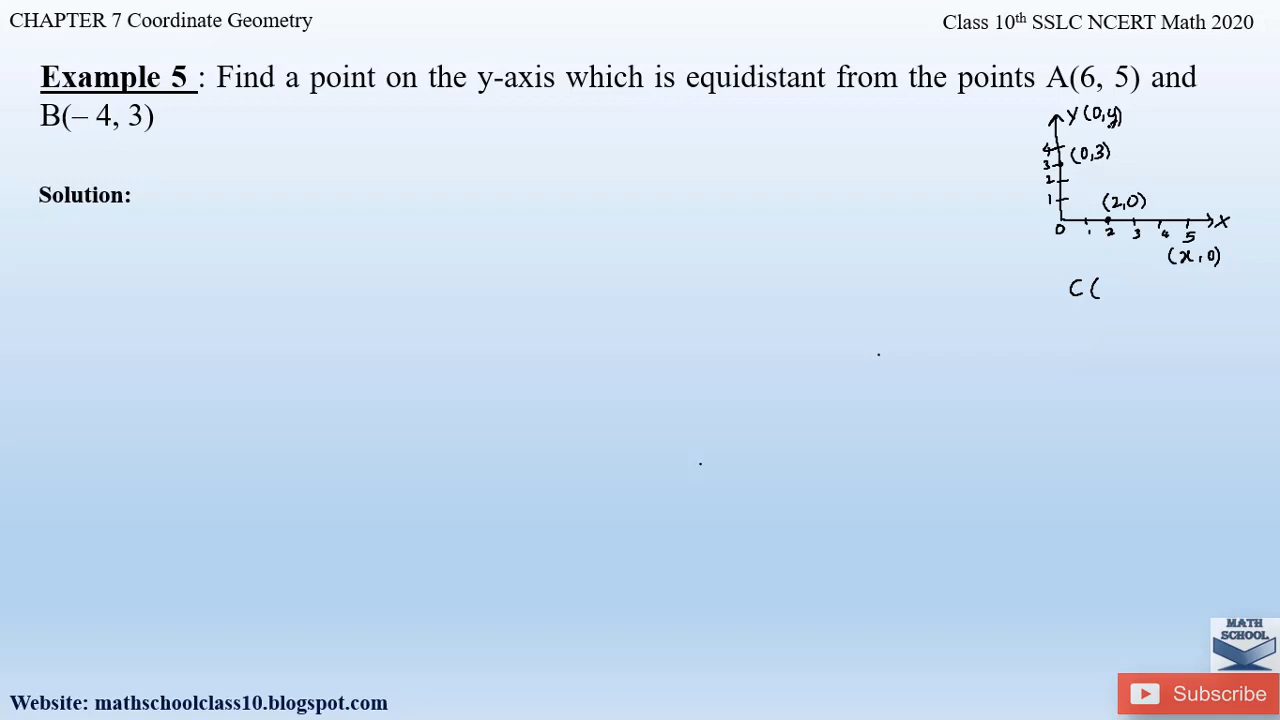 CHAPTER 7 Coordinate Geometry
Class 10th SSLC NCERT Math 2020
Example 5 : Find a point on the y-axis which is equidistant from the points A(6, 5) and
B(– 4, 3)
Y (0,y)
4 (0,3)
3
2
Solution:
1 (2,0)
X
0 1 2 3 4 5
(x, 0)
C (
MATH
SCHOOL
Subscribe
Website: mathschoolclass10.blogspot.com